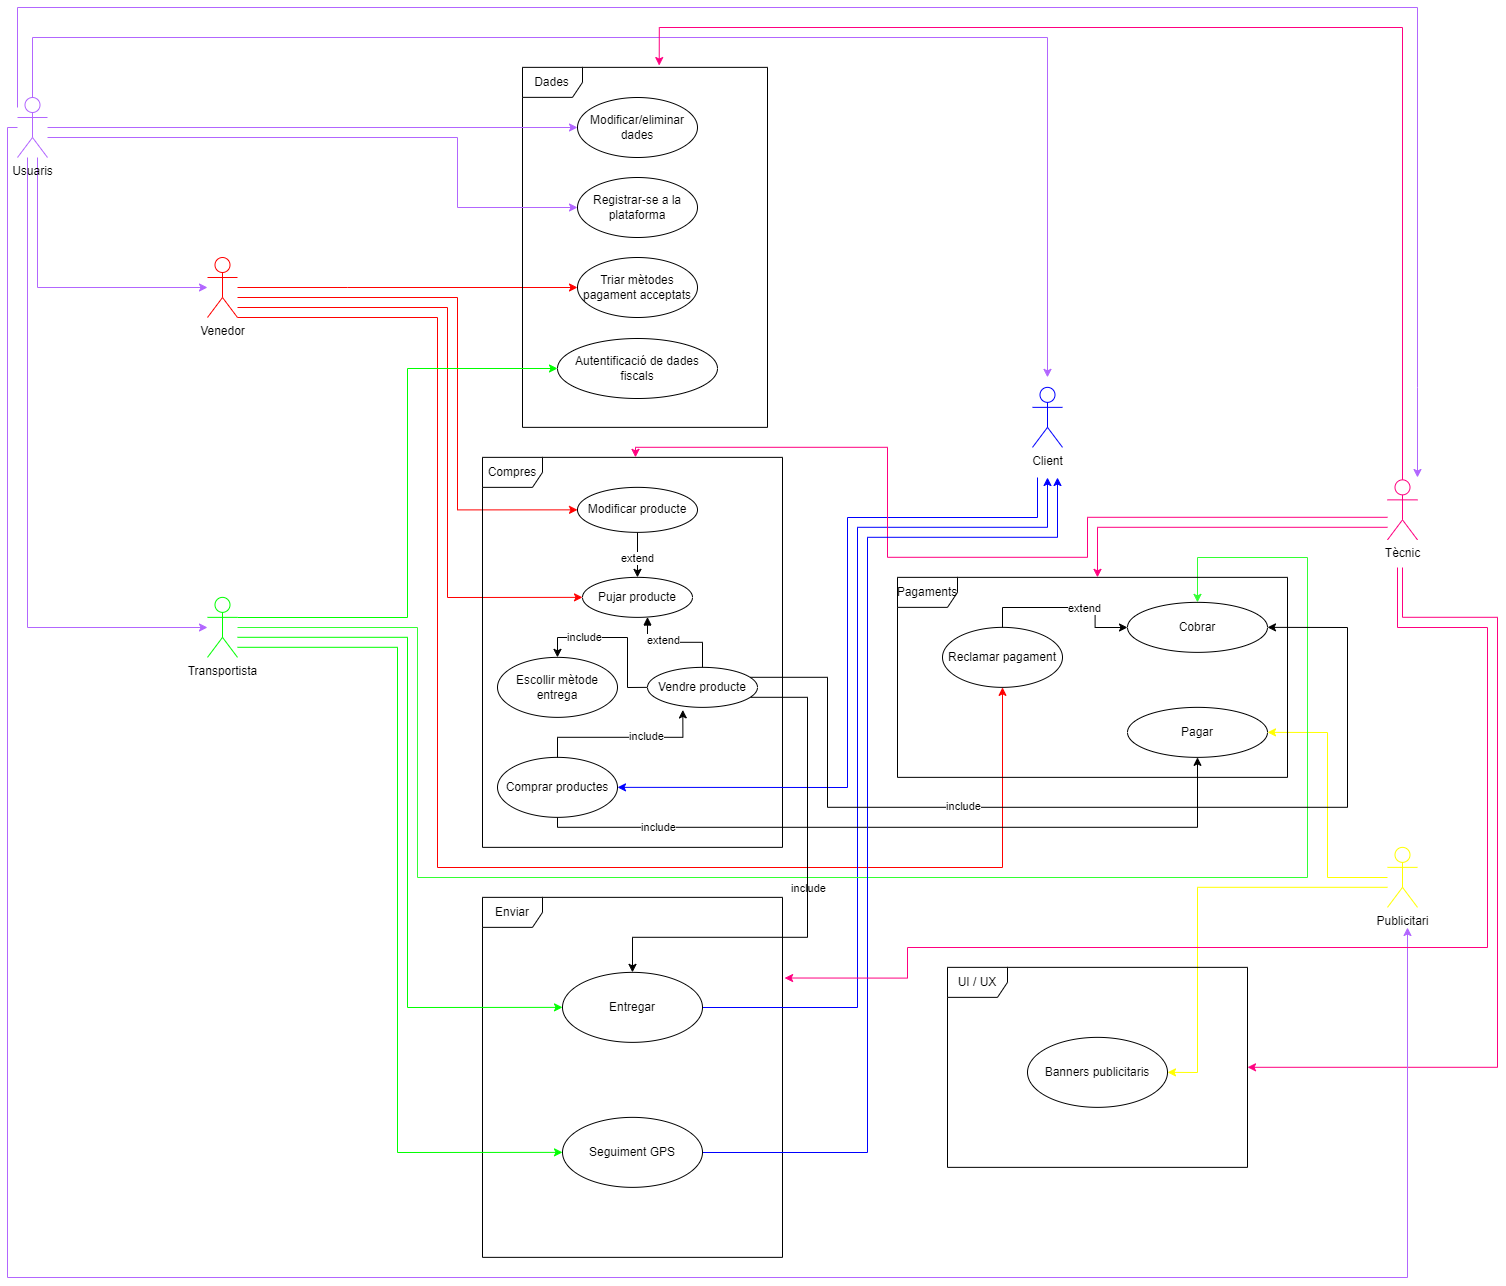 Dades
Modificar/eliminar
dades
Usuaris
Registrar-se a la
plataforma
Triar mètodes
pagament acceptats
Venedor
Autentificació de dades
fiscals
Client
Compres
Modificar producte
Tècnic
extend
Pagaments
Pujar producte
extend
Cobrar
include
extend
Reclamar pagament
Transportista
Escollir mètode
entrega
Vendre producte
include
Pagar
Comprar productes
include
include
include
Enviar
Publicitari
UI / UX
Entregar
Banners publicitaris
Seguiment GPS